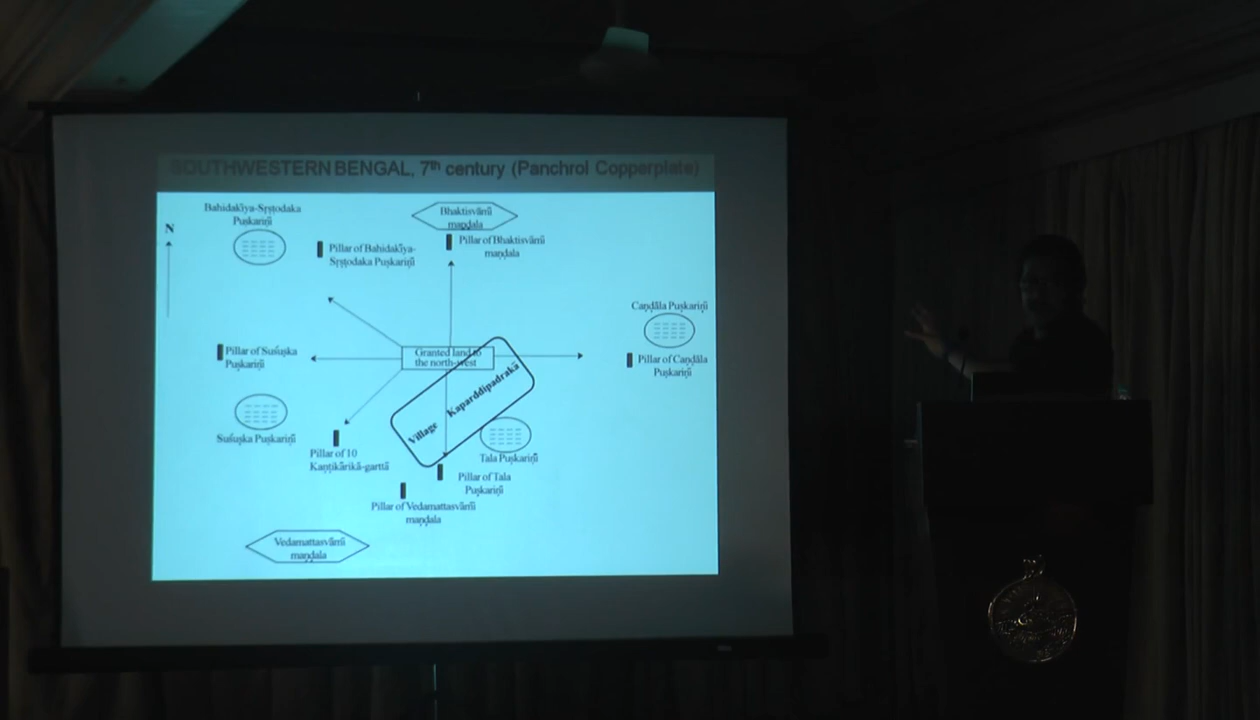 SOUTHWESTERN BENGAL, 7th century (Panchrol Copperplate)
Bahidakīya-Sṛṣṭodaka
Puṣkariṇī
Bhaktisvāmī
maṇḍala
N
Pillar of Bahidakīya-
Sṛṣṭodaka Puṣkariṇī
Pillar of Bhaktisvāmī
maṇḍala
Caṇḍāla Puṣkariṇī
Pillar of Suśuṣka
Puṣkariṇī
Granted land to
the north-west
Pillar of Caṇḍāla
Puṣkariṇī
Village Kaparddipadrakā
Suśuṣka Puṣkariṇī
Pillar of 10
Kaṇṭikārikā-garttā
Tala Puṣkariṇī
Pillar of Tala
Puṣkariṇī
Pillar of Vedamattasvāmī
maṇḍala
Vedamattasvāmī
maṇḍala